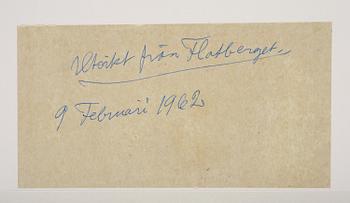 Utsikt från Flatberget.
9 Februari 1962